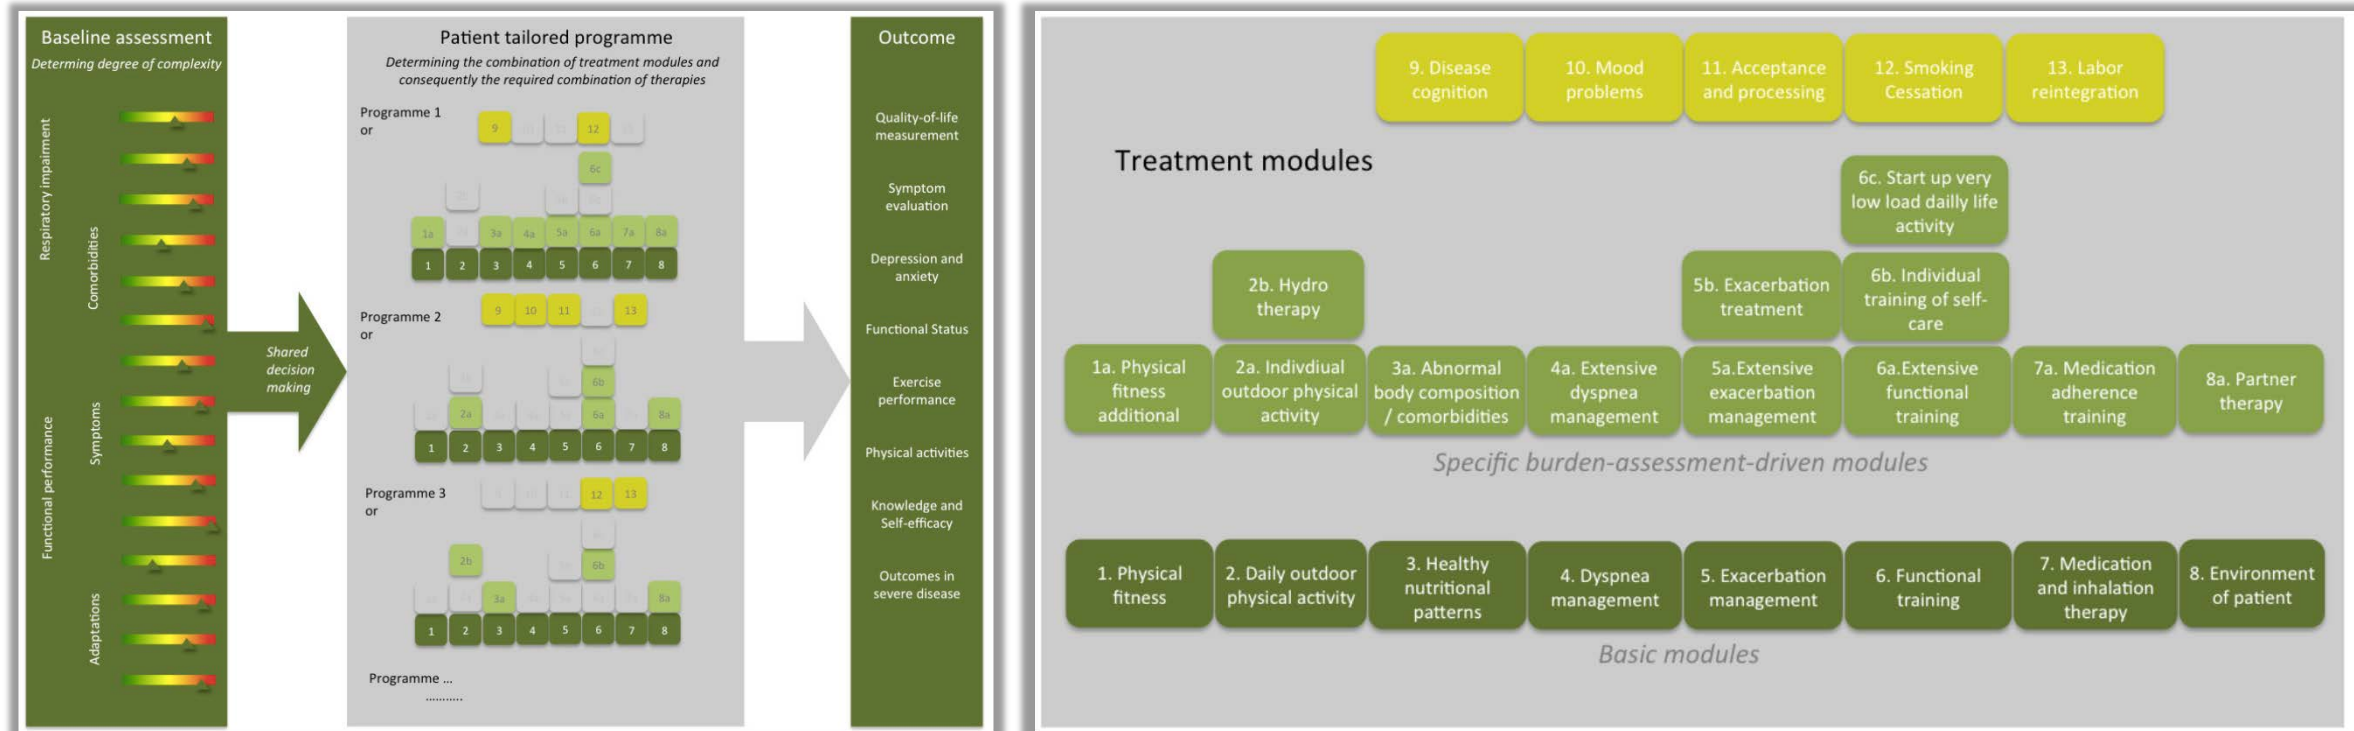 Baseline assessment
Determing degree of complexity
Respiratory impairment
Comorbidities
Functional performance
Symptoms
Adaptations
Shared
decision
making
Patient tailored programme
Determining the combination of treatment modules and
consequently the required combination of therapies
Programme 1
or
9 12
6c
1a 3a 4a 5a 6a 7a 8a
1 2 3 4 5 6 7 8
Programme 2
or
9 10 11 13
6b
2a 6a 8a
1 2 3 4 5 6 7 8
Programme 3
or
12 13
2b 6b
3a 8a
1 2 3 4 5 6 7 8
Programme ...
...........
Outcome
Quality-of-life
measurement
Symptom
evaluation
Depression and
anxiety
Functional Status
Exercise
performance
Physical activities
Knowledge and
Self-efficacy
Outcomes in
severe disease
9. Disease
cognition
10. Mood
problems
11. Acceptance
and processing
12. Smoking
Cessation
13. Labor
reintegration
Treatment modules
6c. Start up very
low load dailly life
activity
2b. Hydro
therapy
5b. Exacerbation
treatment
6b. Individual
training of self-
care
1a. Physical
fitness
additional
2a. Indivdiual
outdoor physical
activity
3a. Abnormal
body composition
/ comorbidities
4a. Extensive
dyspnea
management
5a.Extensive
exacerbation
management
6a.Extensive
functional
training
7a. Medication
adherence
training
8a. Partner
therapy
Specific burden-assessment-driven modules
1. Physical
fitness
2. Daily outdoor
physical activity
3. Healthy
nutritional
patterns
4. Dyspnea
management
5. Exacerbation
management
6. Functional
training
7. Medication
and inhalation
therapy
8. Environment
of patient
Basic modules